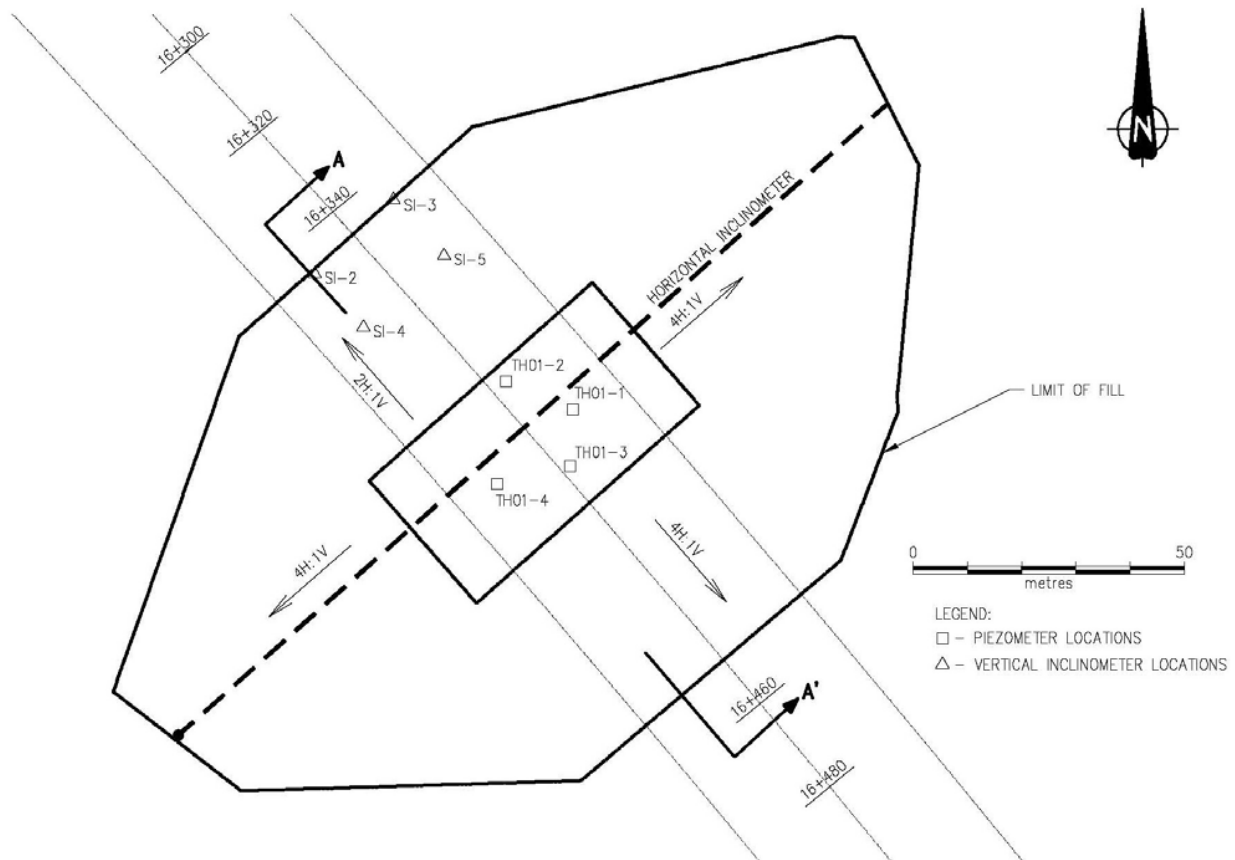 16+300
16+320
A
16+340
SI-3
SI-5
SI-2
SI-4
N
HORIZONTAL INCLINOMETER
4H:1V
2H:1V
TH01-2
TH01-1
TH01-3
TH01-4
LIMIT OF FILL
4H:1V
4H:1V
0 50
metres
LEGEND:
□ - PIEZOMETER LOCATIONS
△ - VERTICAL INCLINOMETER LOCATIONS
16+460
A'
16+480